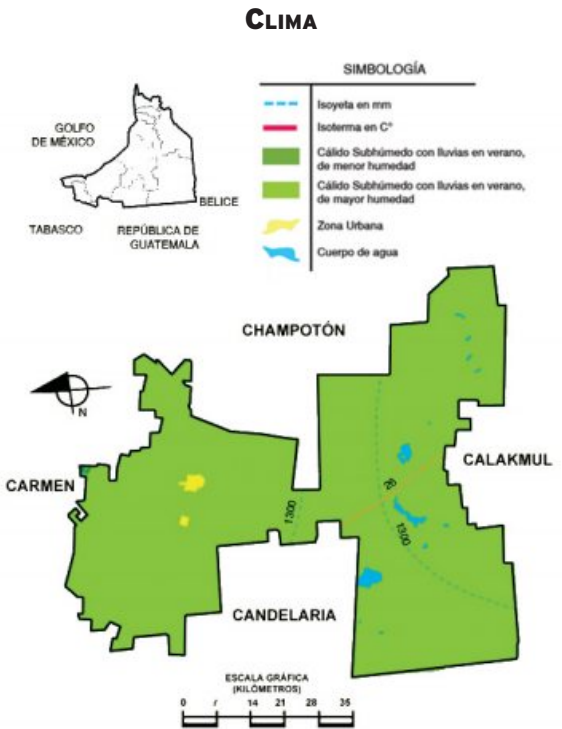 CLIMA
SIMBOLOGÍA
Isoyeta en mm
Isoterma en C°
Cálido Subhúmedo con lluvias en verano,
de menor humedad
Cálido Subhúmedo con lluvias en verano,
de mayor humedad
Zona Urbana
Cuerpo de agua
GOLFO
DE MÉXICO
BELICE
TABASCO
REPÚBLICA DE
GUATEMALA
CHAMPOTÓN
N
CARMEN
CALAKMUL
26
1300
1300
CANDELARIA
ESCALA GRÁFICA
(KILÓMETROS)
0 14 21 28 35